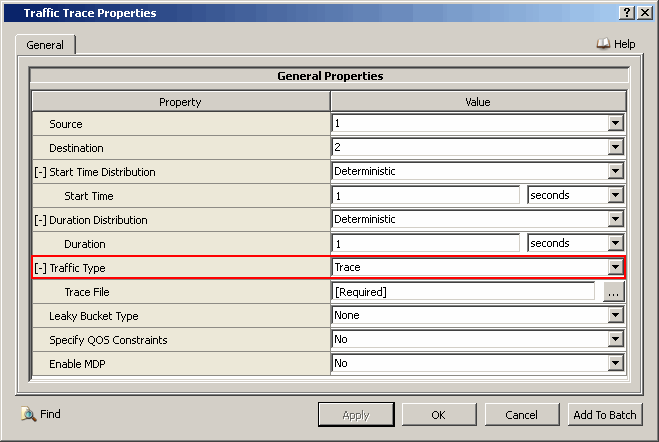 Traffic Trace Properties
General
Help
General Properties
Property Value
Source 1
Destination 2
[-] Start Time Distribution Deterministic
Start Time 1 seconds
[-] Duration Distribution Deterministic
Duration 1 seconds
[-] Traffic Type Trace
Trace File [Required] ...
Leaky Bucket Type None
Specify QOS Constraints No
Enable MDP No
Find Apply OK Cancel Add To Batch